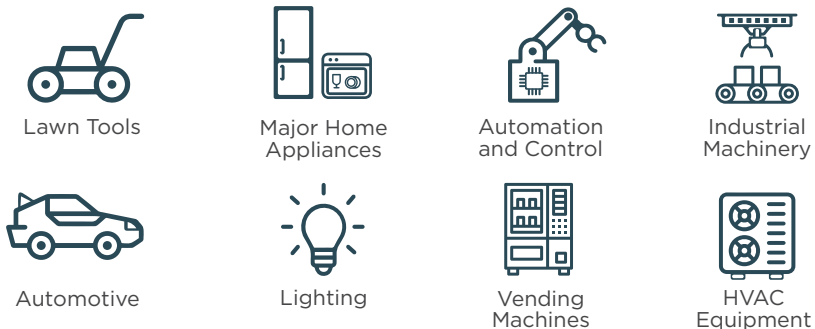 Lawn Tools
Major Home
Appliances
Automation
and Control
Industrial
Machinery
Automotive
Lighting
Vending
Machines
HVAC
Equipment